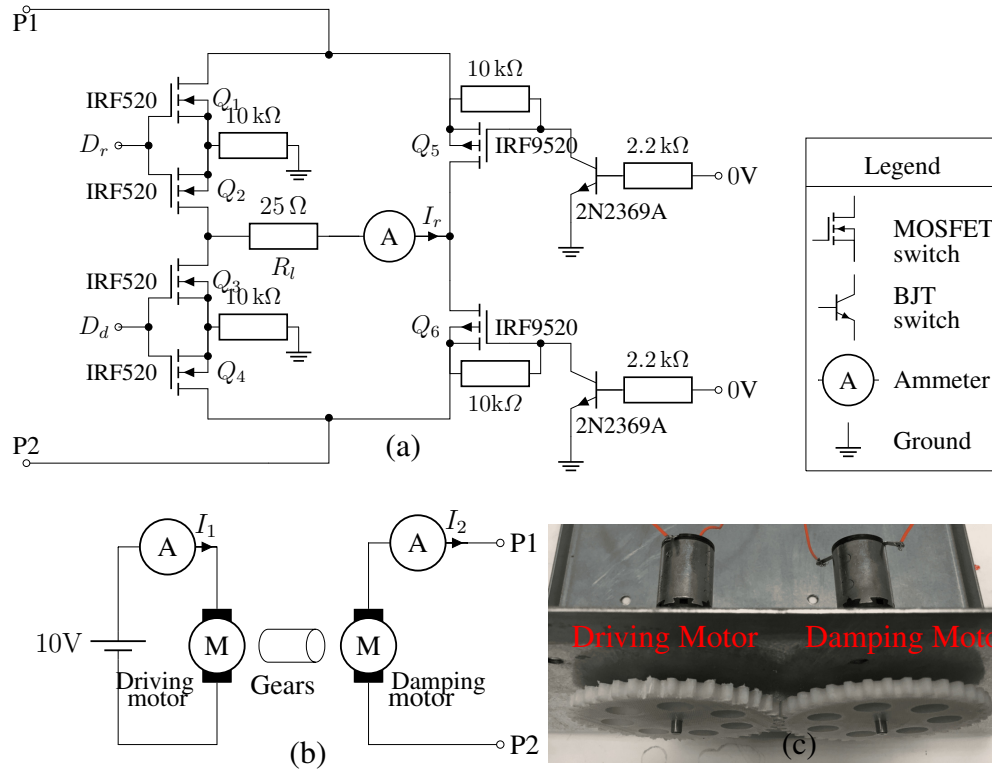 P1
IRF520
Q1
10 kΩ
Dr
IRF520
Q2
25 Ω
A
Ir
Rl
10 kΩ
Q5
IRF9520
2.2 kΩ
0V
2N2369A
IRF520
Q3
10 kΩ
Dd
IRF520
Q4
Q6
IRF9520
10kΩ
2.2 kΩ
0V
2N2369A
P2
(a)
Legend
MOSFET
switch
BJT
switch
A
Ammeter
Ground
A
I1
10V
M
Driving
motor
Gears
A
I2
P1
M
Damping
motor
P2
(b)
Driving Motor
Damping Moto
(c)